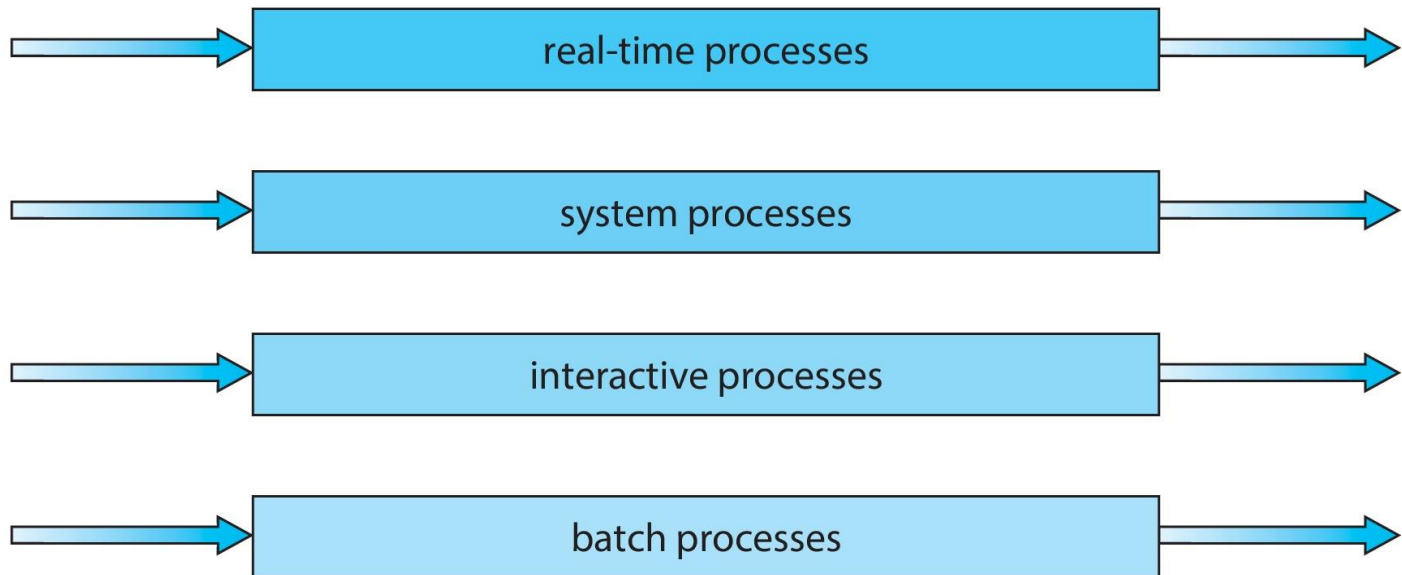 real-time processes
system processes
interactive processes
batch processes